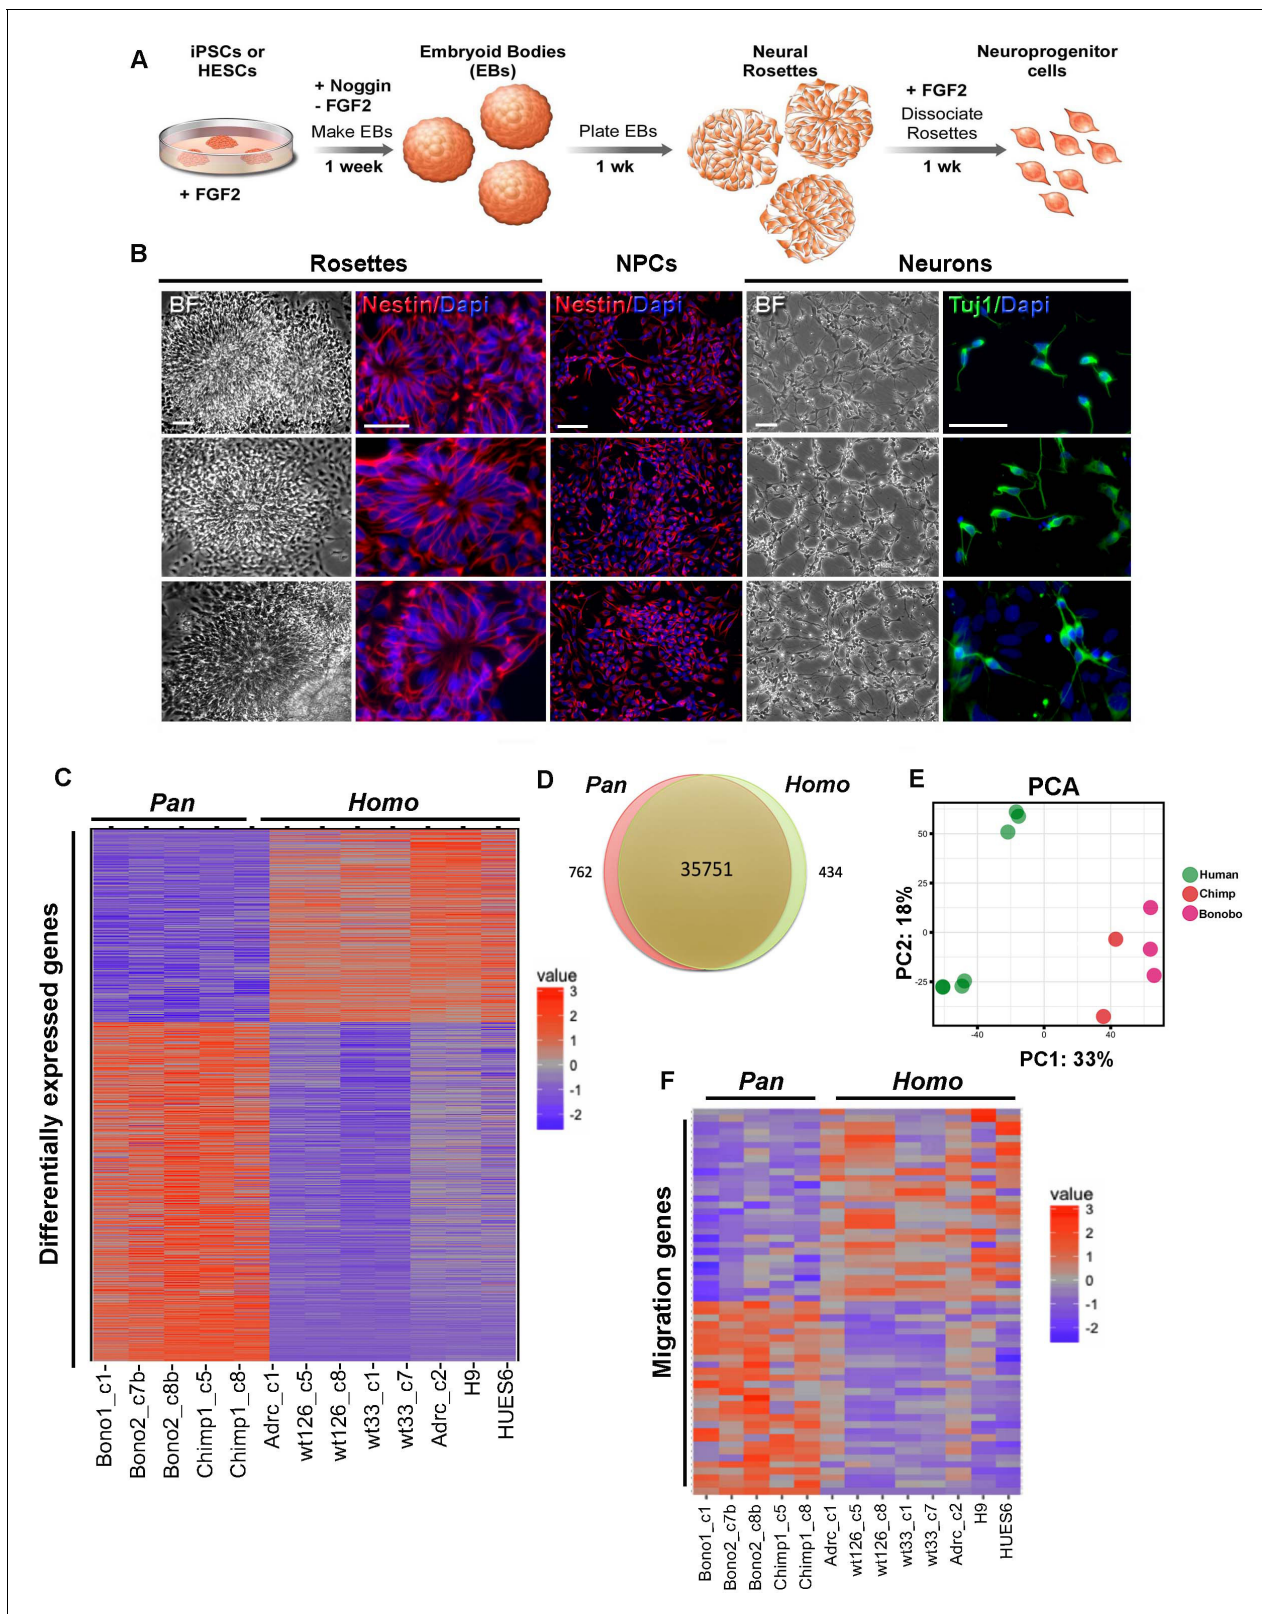 A
iPSCs or
HESCs
+ FGF2
+ Noggin
- FGF2
Make EBs
1 week
Embryoid Bodies
(EBs)
Plate EBs
1 wk
Neural
Rosettes
+ FGF2
Dissociate
Rosettes
1 wk
Neuroprogenitor
cells
B
Rosettes
NPCs
Neurons
BF
Nestin/Dapi
Nestin/Dapi
BF
Tuj1/Dapi
C
Pan
Homo
Differentially expressed genes
value
3
2
1
0
-1
-2
Bono1_c1
Bono2_c7b
Bono2_c8b
Chimp1_c5
Chimp1_c8
Adrc_c1
wt126_c5
wt126_c8
wt33_c1
wt33_c7
Adrc_c2
H9
HUES6
D
Pan
Homo
762
35751
434
E
PCA
PC2: 18%
50
25
0
-25
-40
0
40
PC1: 33%
Human
Chimp
Bonobo
F
Pan
Homo
Migration genes
value
3
2
1
0
-1
-2
Bono1_c1
Bono2_c7b
Bono2_c8b
Chimp1_c5
Chimp1_c8
Adrc_c1
wt126_c5
wt126_c8
wt33_c1
wt33_c7
Adrc_c2
H9
HUES6